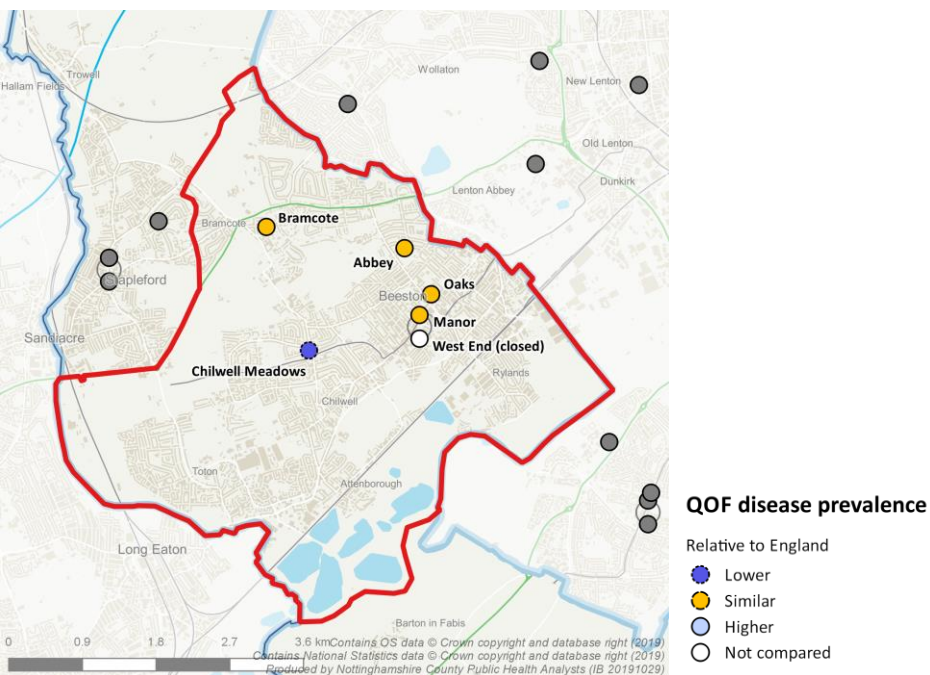 Trowell
Hallam Fields
Wollaton
New Lenton
Old Lenton
Dunkirk
Lenton Abbey
Bramcote
Bramcote
Abbey
Stapleford
Oaks
Beeston
Manor
Sandiacre
West End (closed)
Chilwell Meadows
Rylands
Chilwell
Toton
Attenborough
Long Eaton
Barton in Fabis
0 0.9 1.8 2.7 3.6 km
Contains OS data © Crown copyright and database right (2019)
Contains National Statistics data © Crown copyright and database right (2019)
Produced by Nottinghamshire County Public Health Analysts (IB 20191029)
QOF disease prevalence
Relative to England
Lower
Similar
Higher
Not compared